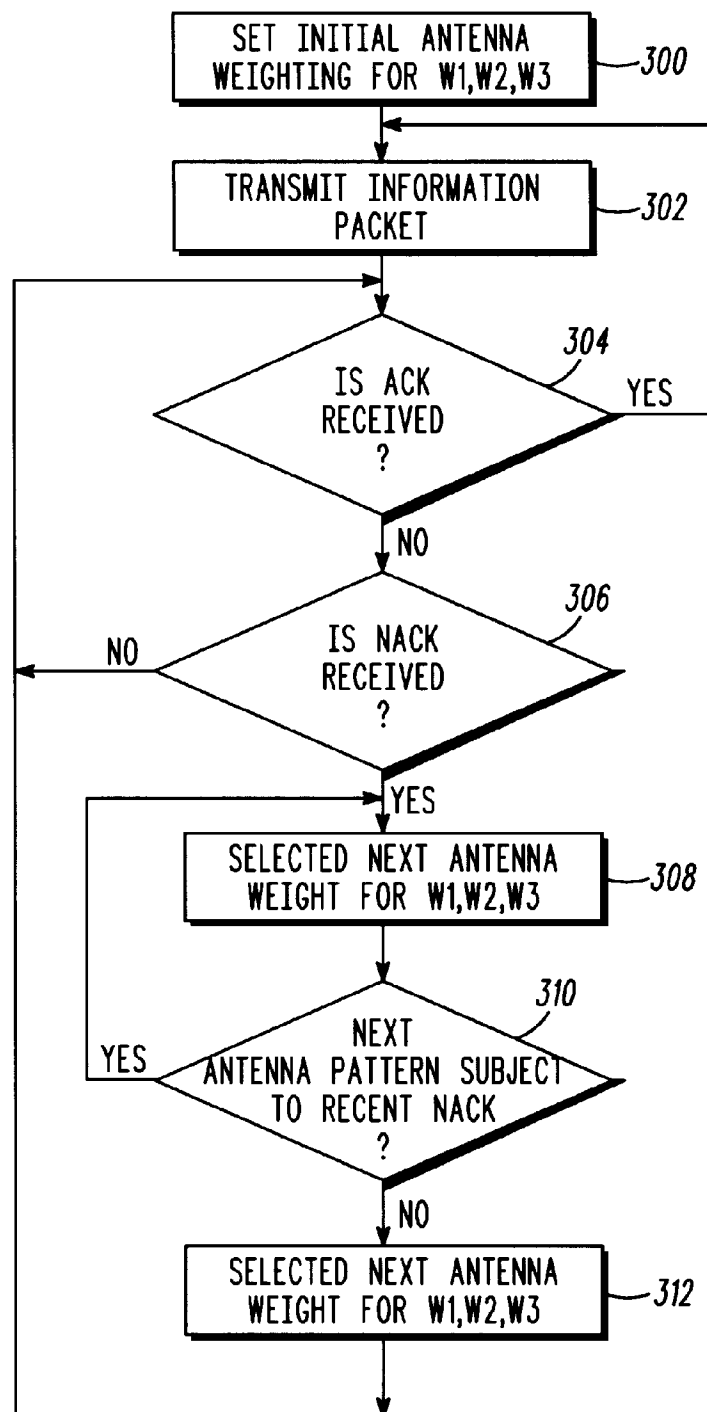 SET INITIAL ANTENNA
WEIGHTING FOR W1,W2,W3
300
TRANSMIT INFORMATION
PACKET
302
304
IS ACK
RECEIVED
?
YES
NO
306
IS NACK
RECEIVED
?
NO
YES
SELECTED NEXT ANTENNA
WEIGHT FOR W1,W2,W3
308
310
NEXT
ANTENNA PATTERN SUBJECT
TO RECENT NACK
?
YES
NO
SELECTED NEXT ANTENNA
WEIGHT FOR W1,W2,W3
312